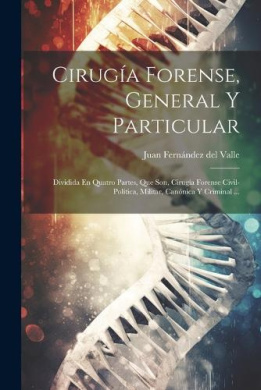 Cirugía Forense,
General Y
Particular
Juan Fernández del Valle
Dividida En Quatro Partes, Que Son, Cirugía Forense Civil-
Política, Militar, Canónica Y Criminal ...